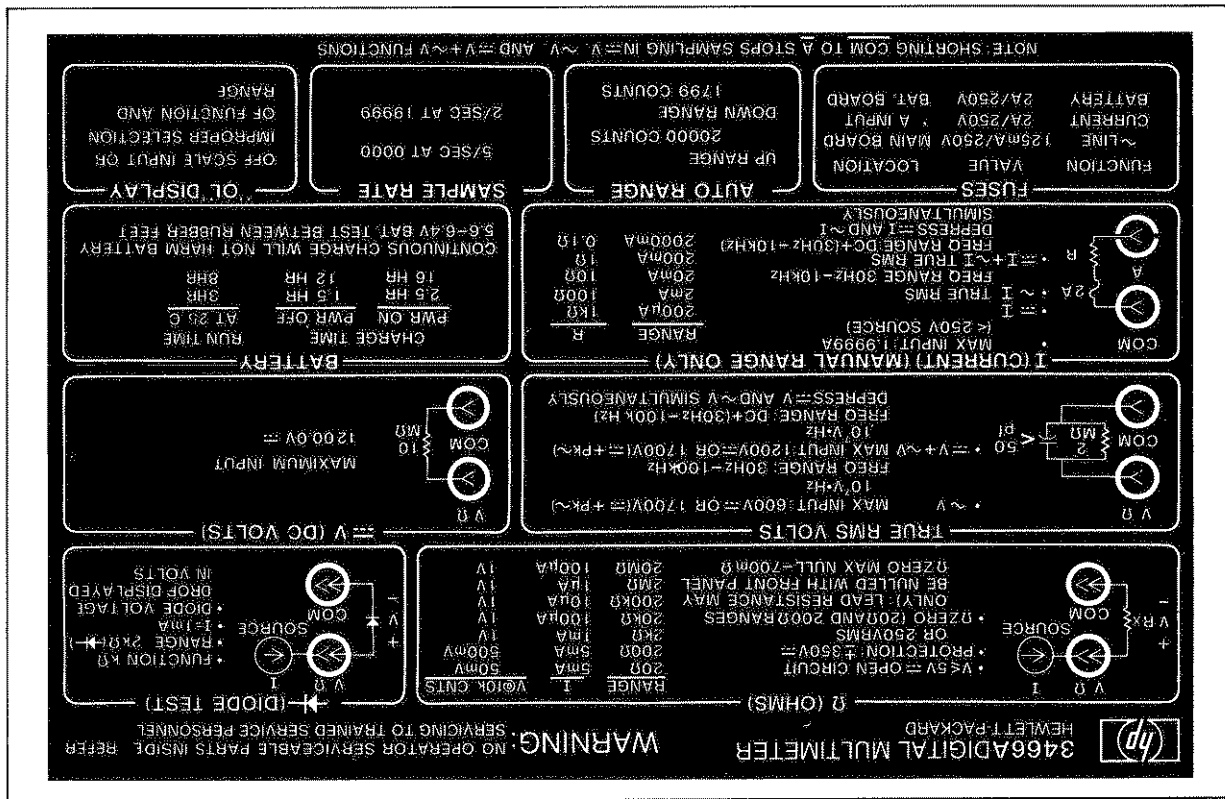 hp
3466A DIGITAL MULTIMETER
HEWLETT-PACKARD
WARNING: NO OPERATOR SERVICEABLE PARTS INSIDE. REFER
SERVICING TO TRAINED SERVICE PERSONNEL
Ω (OHMS)
V Ω
I
SOURCE
COM
+
V RX
−
• V≤5V⎓ OPEN CIRCUIT
• PROTECTION: ±350V⎓
OR 250VRMS
• ΩZERO (20Ω AND 200Ω RANGES
ONLY): LEAD RESISTANCE MAY
BE NULLED WITH FRONT PANEL
ΩZERO MAX NULL-700mΩ
RANGE I V@10k CNTS
20Ω 5mA 50mV
200Ω 5mA 500mV
2KΩ 1mA 1V
20KΩ 100µA 1V
200KΩ 10µA 1V
2MΩ 1µA 1V
20MΩ 100µA 1V
(DIODE TEST)
V Ω
I
SOURCE
COM
+
V
−
• FUNCTION KΩ
• RANGE 2KΩ( )
• I=1mA
• DIODE VOLTAGE
DROP DISPLAYED
IN VOLTS
TRUE RMS VOLTS
V Ω
COM
2
MΩ
<
50
pf
• ~V MAX INPUT: 600V⎓ OR 1700V(⎓+Pk~)
10⁷V•Hz
FREQ RANGE: 30Hz-100kHz
• ⎓V+~V MAX INPUT: 1200V⎓ OR 1700V(⎓+Pk~)
10⁷V•Hz
FREQ RANGE: DC+(30Hz-100kHz)
DEPRESS⎓V AND ~V SIMULTANEOUSLY
⎓V (DC VOLTS)
V Ω
COM
10
MΩ
MAXIMUM INPUT
1200.0V ⎓
I(CURRENT) (MANUAL RANGE ONLY)
COM
A
2A
R
• MAX INPUT: 1.9999A
(<250V SOURCE)
• ⎓I
• ~I TRUE RMS
FREQ RANGE 30Hz-10kHz
• ⎓I+~I TRUE RMS
FREQ RANGE DC+(30Hz-10kHz)
DEPRESS⎓I AND ~I
SIMULTANEOUSLY
RANGE R
200µA 1KΩ
2mA 100Ω
20mA 10Ω
200mA 1Ω
2000mA 0.1Ω
BATTERY
CHARGE TIME RUN TIME
PWR ON PWR OFF AT 25 C
2.5 HR 1.5 HR 3HR
16 HR 12 HR 8HR
CONTINUOUS CHARGE WILL NOT HARM BATTERY
5.6-6.4V BAT. TEST BETWEEN RUBBER FEET
FUSES
FUNCTION VALUE LOCATION
~LINE 125mA/250V MAIN BOARD
CURRENT 2A/250V A INPUT
BATTERY 2A/250V BAT. BOARD
AUTO RANGE
UP RANGE
20000 COUNTS
DOWN RANGE
1799 COUNTS
SAMPLE RATE
5/SEC AT 0000
2/SEC AT 19999
"OL" DISPLAY
OFF SCALE INPUT OR
IMPROPER SELECTION
OF FUNCTION AND
RANGE
NOTE: SHORTING COM TO A STOPS SAMPLING IN ⎓V, ~V, AND ⎓V+~V FUNCTIONS